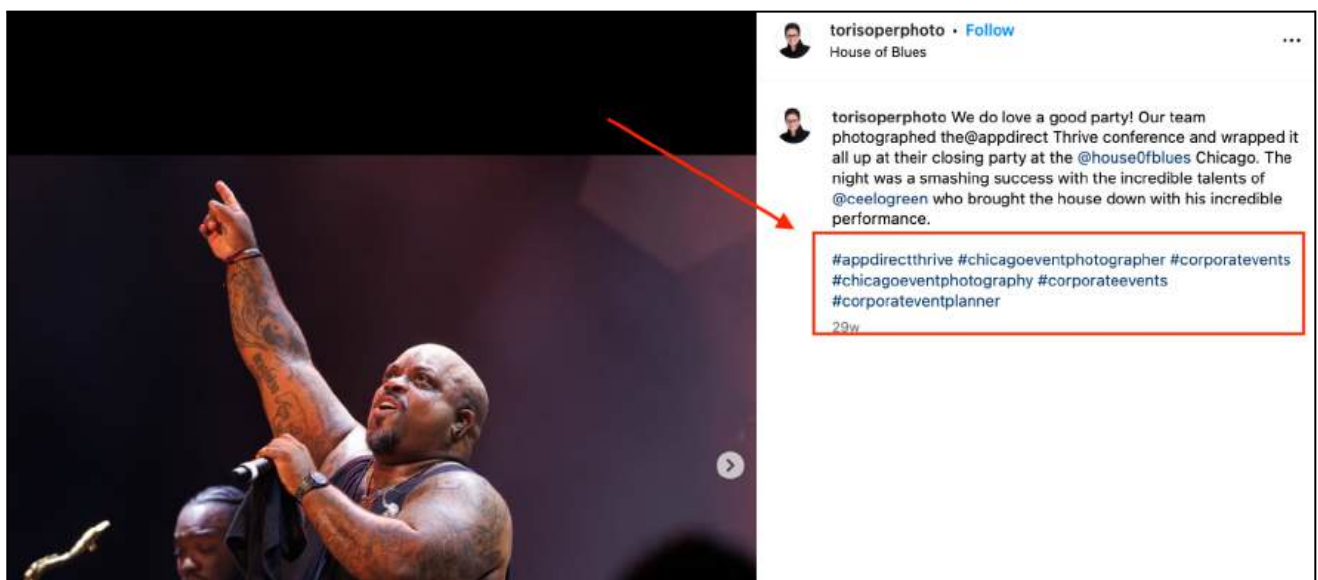 torisoperphoto • Follow
House of Blues
torisoperphoto We do love a good party! Our team
photographed the@appdirect Thrive conference and wrapped it
all up at their closing party at the @house0fblues Chicago. The
night was a smashing success with the incredible talents of
@ceelogreen who brought the house down with his incredible
performance.
#appdirectthrive #chicagoeventphotographer #corporatevents
#chicagoeventphotography #corporateevents
#corporateventplanner
29w